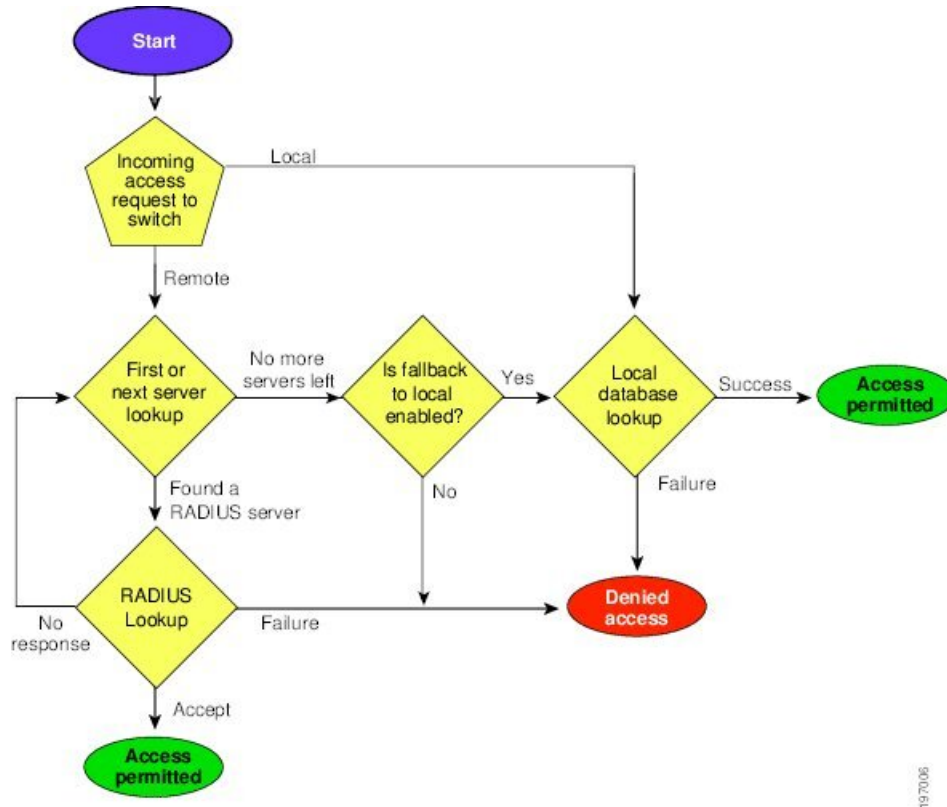 Start
Incoming
access
request to
switch
Local
Remote
First or
next server
lookup
No more
servers left
Is fallback
to local
enabled?
Yes
Local
database
lookup
Success
Access
permitted
Found a
RADIUS server
No
Failure
RADIUS
Lookup
No
response
Failure
Denied
access
Accept
Access
permitted
197096